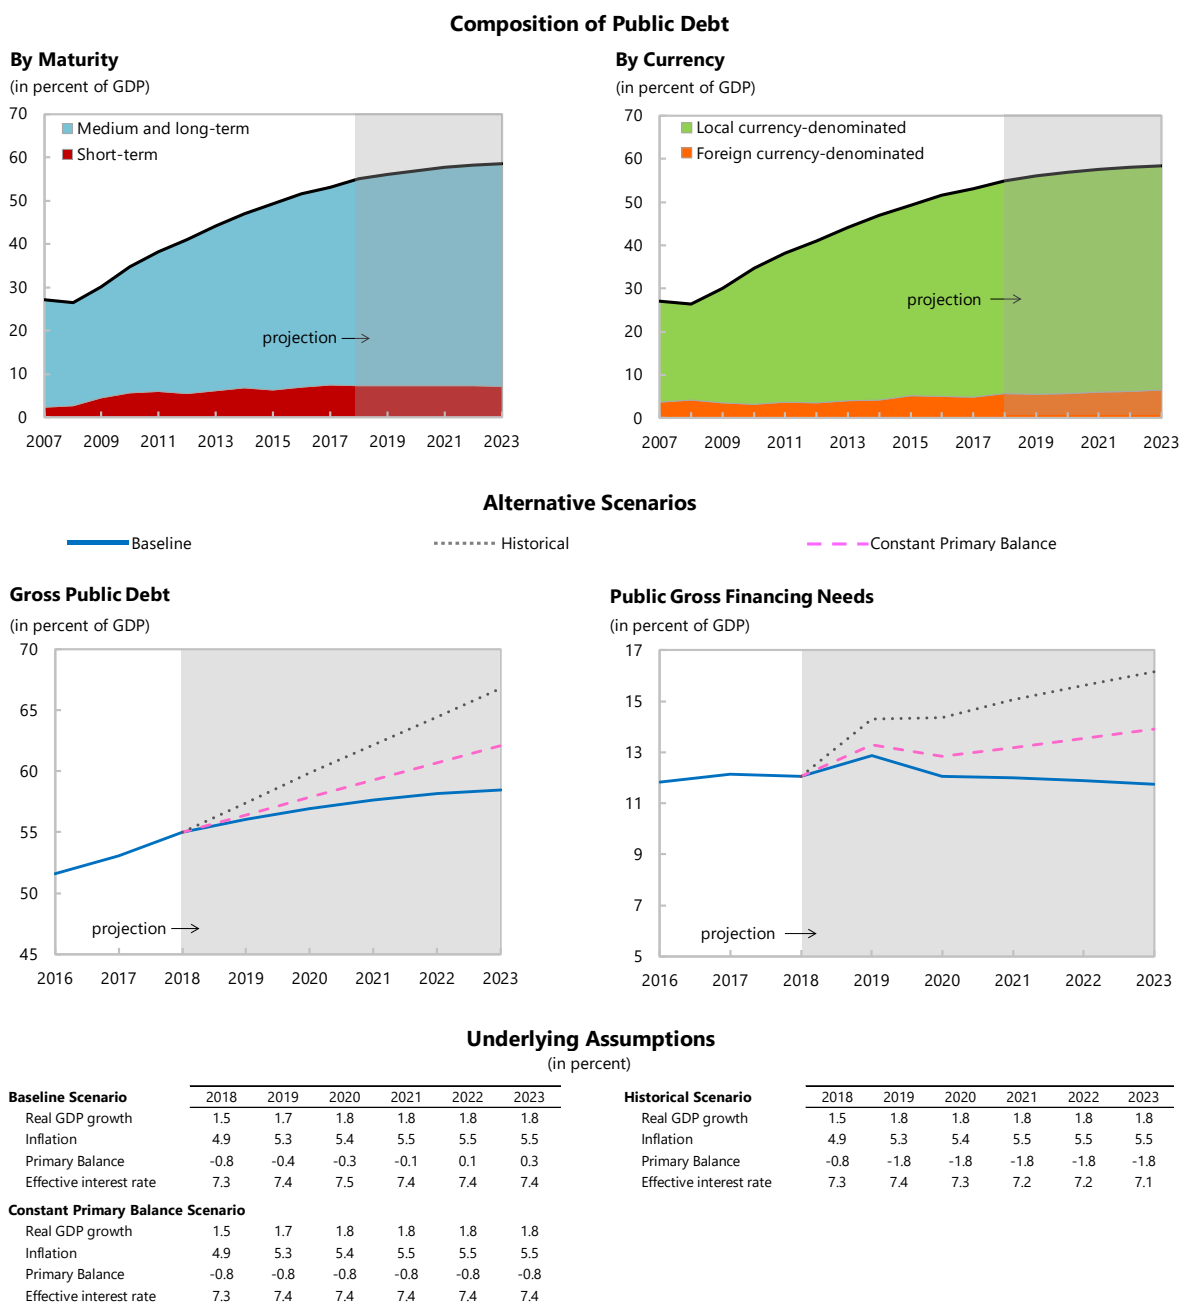 Composition of Public Debt
By Maturity
(in percent of GDP)
70
60
50
40
30
20
10
0
Medium and long-term
Short-term
projection
2007 2009 2011 2013 2015 2017 2019 2021 2023
By Currency
(in percent of GDP)
70
60
50
40
30
20
10
0
Local currency-denominated
Foreign currency-denominated
projection
2007 2009 2011 2013 2015 2017 2019 2021 2023
Alternative Scenarios
Baseline Historical Constant Primary Balance
Gross Public Debt
(in percent of GDP)
70
65
60
55
50
45
projection
2016 2017 2018 2019 2020 2021 2022 2023
Public Gross Financing Needs
(in percent of GDP)
17
15
13
11
9
7
5
projection
2016 2017 2018 2019 2020 2021 2022 2023
Underlying Assumptions
(in percent)
Baseline Scenario 2018 2019 2020 2021 2022 2023
Real GDP growth 1.5 1.7 1.8 1.8 1.8 1.8
Inflation 4.9 5.3 5.4 5.5 5.5 5.5
Primary Balance -0.8 -0.4 -0.3 -0.1 0.1 0.3
Effective interest rate 7.3 7.4 7.5 7.4 7.4 7.4
Constant Primary Balance Scenario
Real GDP growth 1.5 1.7 1.8 1.8 1.8 1.8
Inflation 4.9 5.3 5.4 5.5 5.5 5.5
Primary Balance -0.8 -0.8 -0.8 -0.8 -0.8 -0.8
Effective interest rate 7.3 7.4 7.4 7.4 7.4 7.4
Historical Scenario 2018 2019 2020 2021 2022 2023
Real GDP growth 1.5 1.8 1.8 1.8 1.8 1.8
Inflation 4.9 5.3 5.4 5.5 5.5 5.5
Primary Balance -0.8 -1.8 -1.8 -1.8 -1.8 -1.8
Effective interest rate 7.3 7.4 7.3 7.2 7.2 7.1